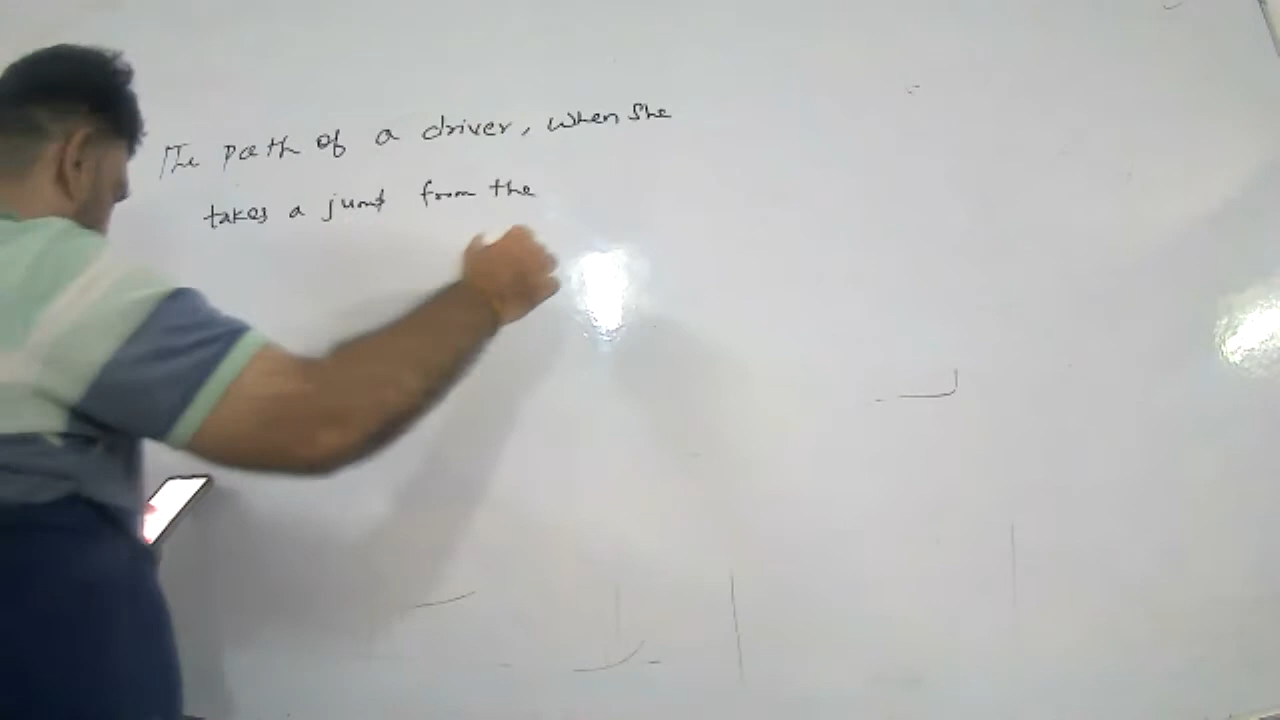 The path of a driver, when she
takes a jump from the